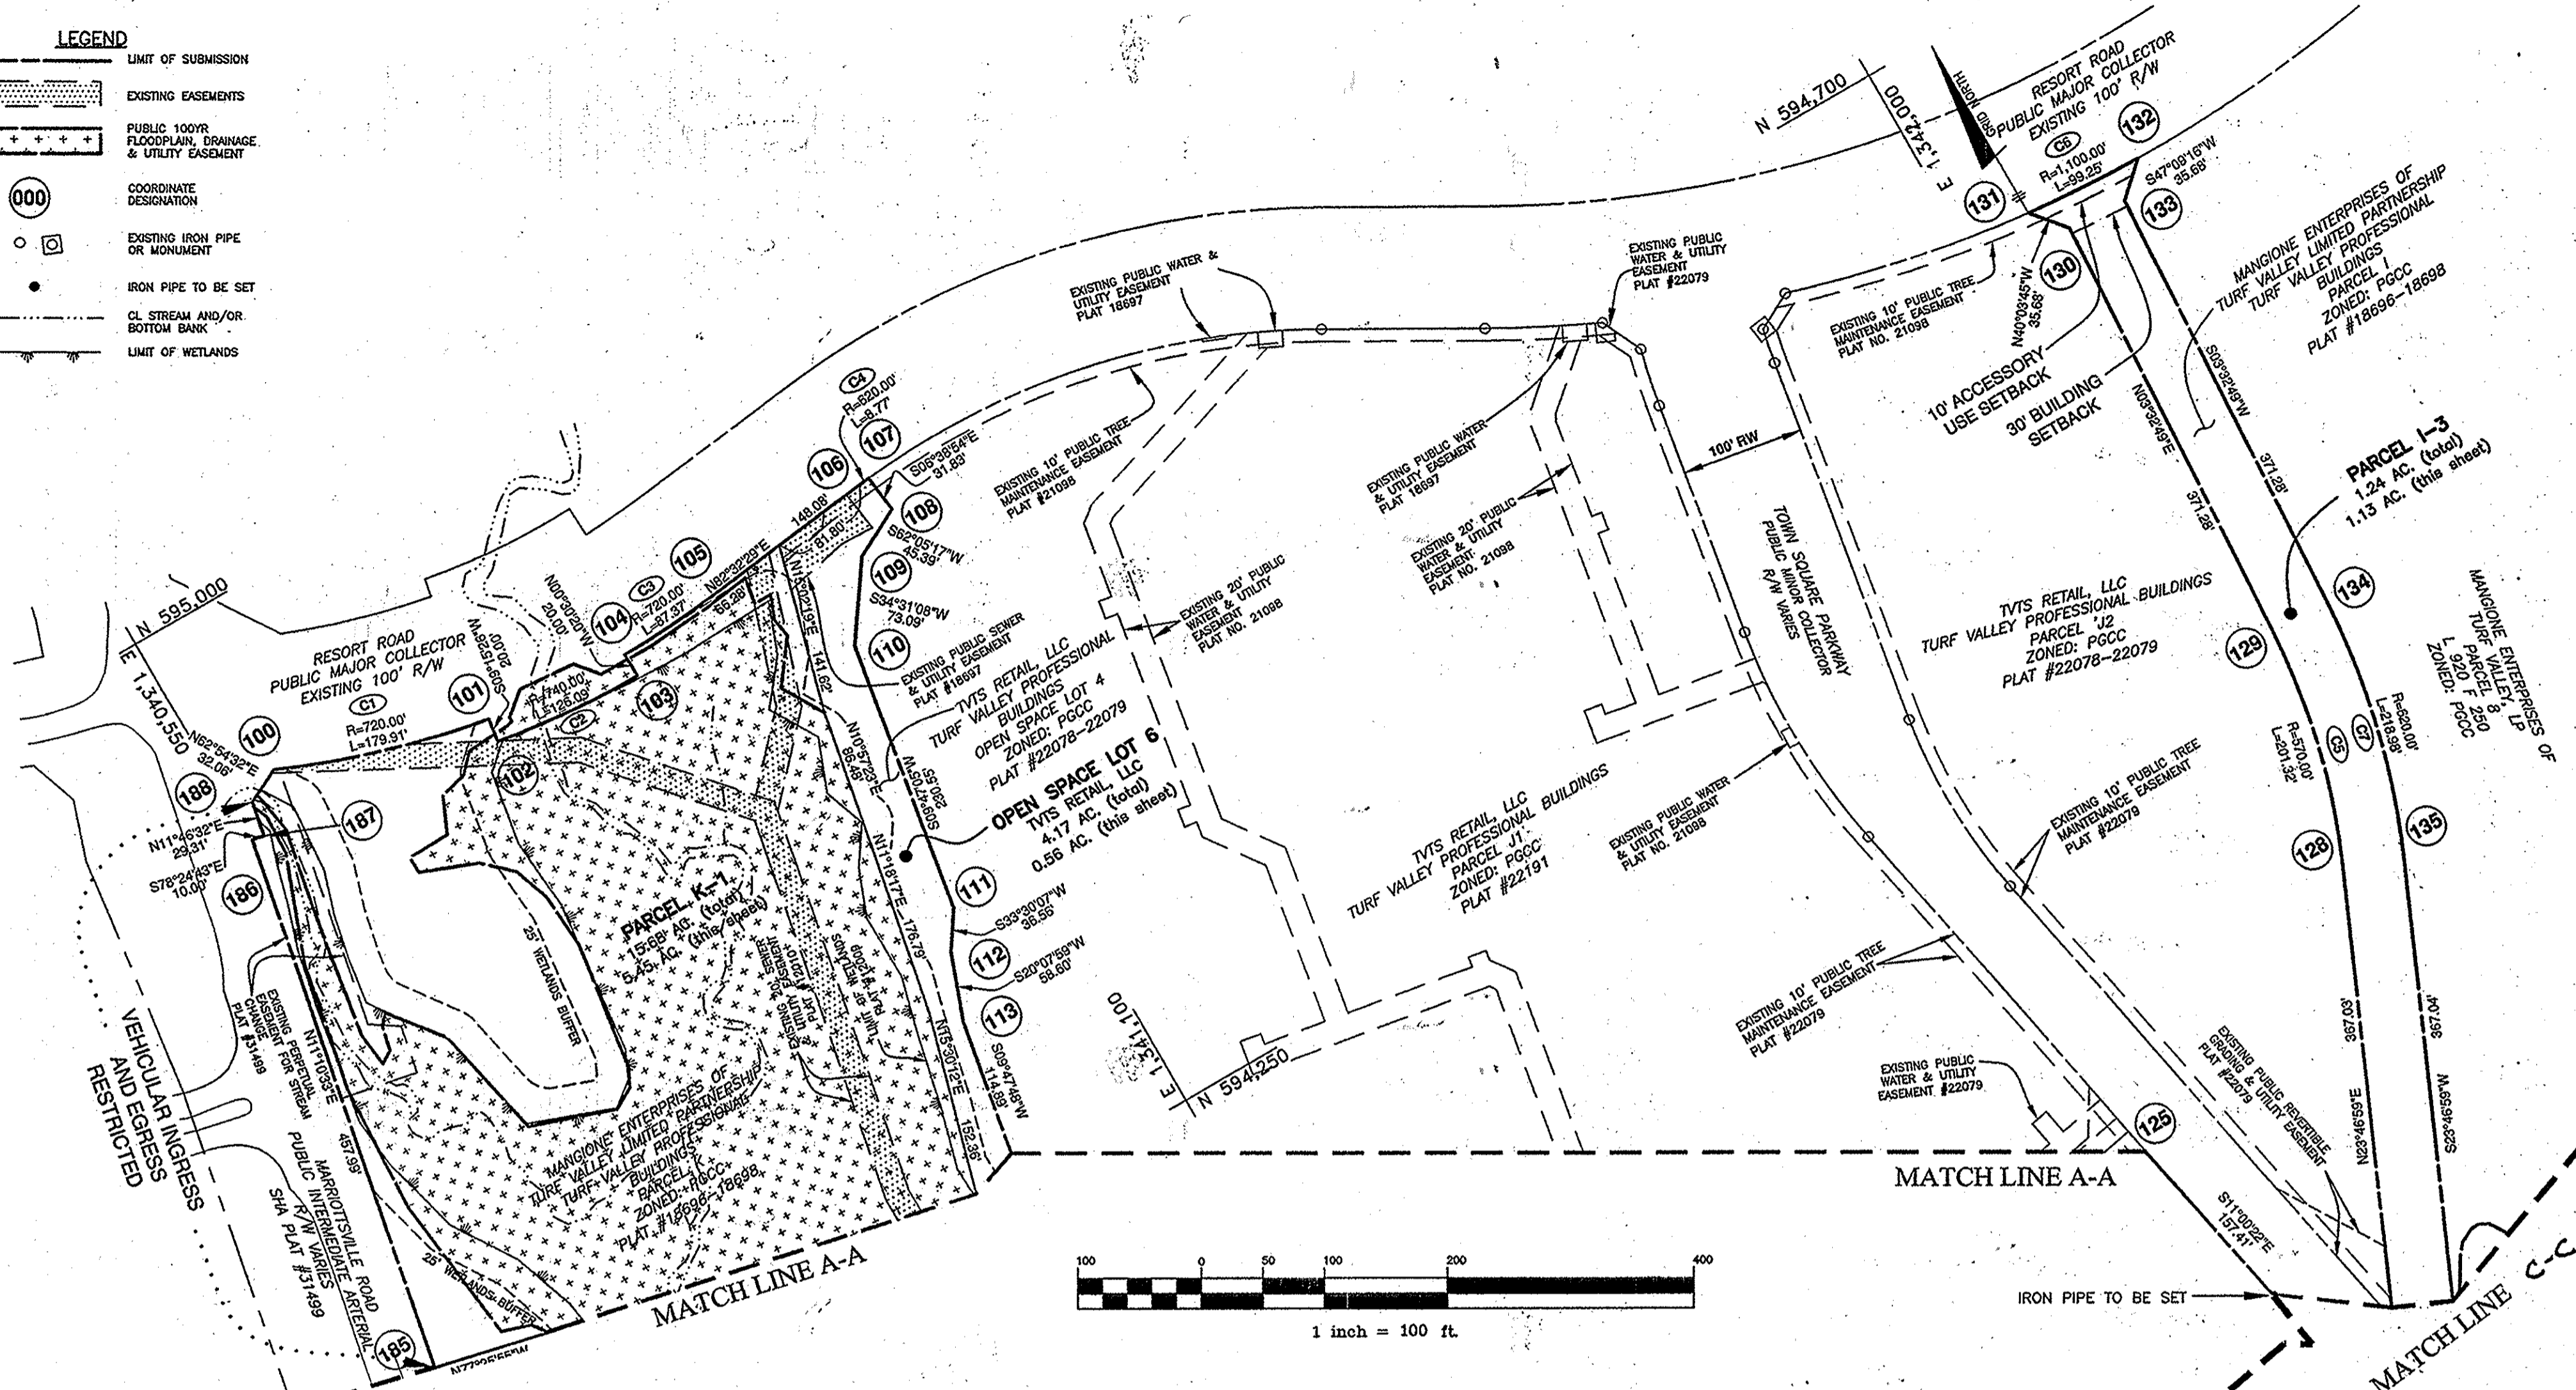 LEGEND
LIMIT OF SUBMISSION
EXISTING EASEMENTS
PUBLIC 100YR
FLOODPLAIN, DRAINAGE
& UTILITY EASEMENT
000
COORDINATE
DESIGNATION
EXISTING IRON PIPE
OR MONUMENT
IRON PIPE TO BE SET
CL STREAM AND/OR
BOTTOM BANK
LIMIT OF WETLANDS
N 595,000
E 1,340,550
RESORT ROAD
PUBLIC MAJOR COLLECTOR
EXISTING 100' R/W
C1
R=720.00'
L=179.91'
100
N62°54'32"E
32.06'
188
N11°46'32"E
29.31'
S78°24'43"E
10.00'
186
187
101
S09°15'26"W
20.00'
102
R=740.00'
L=126.09'
C2
103
N00°30'20"W
20.00'
104
C3
R=720.00'
L=87.37'
105
N82°32'29"E
148.08'
66.28'
81.80'
106
C4
R=620.00'
L=8.77'
107
S06°38'54"E
31.83'
108
S62°05'17"W
45.39'
109
S34°31'08"W
73.09'
110
EXISTING PUBLIC SEWER
& UTILITY EASEMENT
PLAT #18697
N11°02'19"E 141.62'
N10°57'23"E
86.48'
N11°18'17"E 176.79'
N15°30'12"E
152.36'
TVTS RETAIL, LLC
TURF VALLEY PROFESSIONAL
BUILDINGS
OPEN SPACE LOT 4
ZONED: PGCC
PLAT #22078-22079
S09°47'05"W
230.55'
OPEN SPACE LOT 6
TVTS RETAIL, LLC
4.17 AC. (total)
0.56 AC. (this sheet)
111
S33°30'07"W
36.56'
112
S20°07'59"W
58.60'
113
S09°47'48"W
114.89'
PARCEL K-1
15.68 AC. (total)
5.45 AC. (this sheet)
25' WETLANDS BUFFER
EXISTING 20' SEWER
& UTILITY EASEMENT
LIMIT OF WETLANDS
MANGIONE ENTERPRISES OF
TURF VALLEY LIMITED PARTNERSHIP
TURF VALLEY PROFESSIONAL
BUILDINGS
PARCEL K
ZONED: PGCC
PLAT #18696-18698
25' WETLANDS BUFFER
EXISTING PERPETUAL
EASEMENT FOR STREAM
CHANGE
PLAT #31499
N11°10'33"E
457.99'
VEHICULAR INGRESS
AND EGRESS
RESTRICTED
MARRIOTTSVILLE ROAD
PUBLIC INTERMEDIATE ARTERIAL
R/W VARIES
SHA PLAT #31499
185
N77°25'55"W
MATCH LINE A-A
EXISTING PUBLIC WATER &
UTILITY EASEMENT
PLAT 18697
EXISTING 10' PUBLIC TREE
MAINTENANCE EASEMENT
PLAT #21098
EXISTING 20' PUBLIC
WATER & UTILITY
EASEMENT
PLAT NO. 21098
E 1,341,100
N 594,250
EXISTING PUBLIC
WATER & UTILITY
EASEMENT
PLAT #22079
EXISTING PUBLIC WATER
& UTILITY EASEMENT
PLAT 18697
EXISTING 20' PUBLIC
WATER & UTILITY
EASEMENT
PLAT NO. 21098
100' RW
TOWN SQUARE PARKWAY
PUBLIC MINOR COLLECTOR
R/W VARIES
TVTS RETAIL, LLC
TURF VALLEY PROFESSIONAL BUILDINGS
PARCEL J1
ZONED: PGCC
PLAT #22191
EXISTING PUBLIC WATER
& UTILITY EASEMENT
PLAT NO. 21098
EXISTING 10' PUBLIC TREE
MAINTENANCE EASEMENT
PLAT #22079
EXISTING PUBLIC
WATER & UTILITY
EASEMENT #22079
125
MATCH LINE A-A
S11°00'22"E
157.41'
N 594,700
E 1,342,000
GRID NORTH
RESORT ROAD
PUBLIC MAJOR COLLECTOR
EXISTING 100' R/W
C6
R=1,100.00'
L=99.25'
131
132
S47°09'16"W
35.68'
133
130
N40°03'45"W
35.68'
EXISTING 10' PUBLIC TREE
MAINTENANCE EASEMENT
PLAT NO. 21098
10' ACCESSORY
USE SETBACK
30' BUILDING
SETBACK
N03°32'49"E
371.28'
S03°32'49"W
371.28'
MANGIONE ENTERPRISES OF
TURF VALLEY LIMITED PARTNERSHIP
TURF VALLEY PROFESSIONAL
BUILDINGS
PARCEL I
ZONED: PGCC
PLAT #18696-18698
PARCEL I-3
1.24 AC. (total)
1.13 AC. (this sheet)
TVTS RETAIL, LLC
TURF VALLEY PROFESSIONAL BUILDINGS
PARCEL 'J2
ZONED: PGCC
PLAT #22078-22079
129
134
MANGIONE ENTERPRISES OF
TURF VALLEY, LP
PARCEL 8
L. 920 F 250
ZONED: PGCC
R=570.00'
L=201.32'
C5
C7
R=620.00'
L=218.98'
128
135
EXISTING 10' PUBLIC TREE
MAINTENANCE EASEMENT
PLAT #22079
EXISTING PUBLIC REVERTIBLE
GRADING & UTILITY EASEMENT
PLAT #22079
367.03'
N23°46'59"E
367.04'
S23°46'59"W
IRON PIPE TO BE SET
MATCH LINE C-C
100 0 50 100 200 400
1 inch = 100 ft.